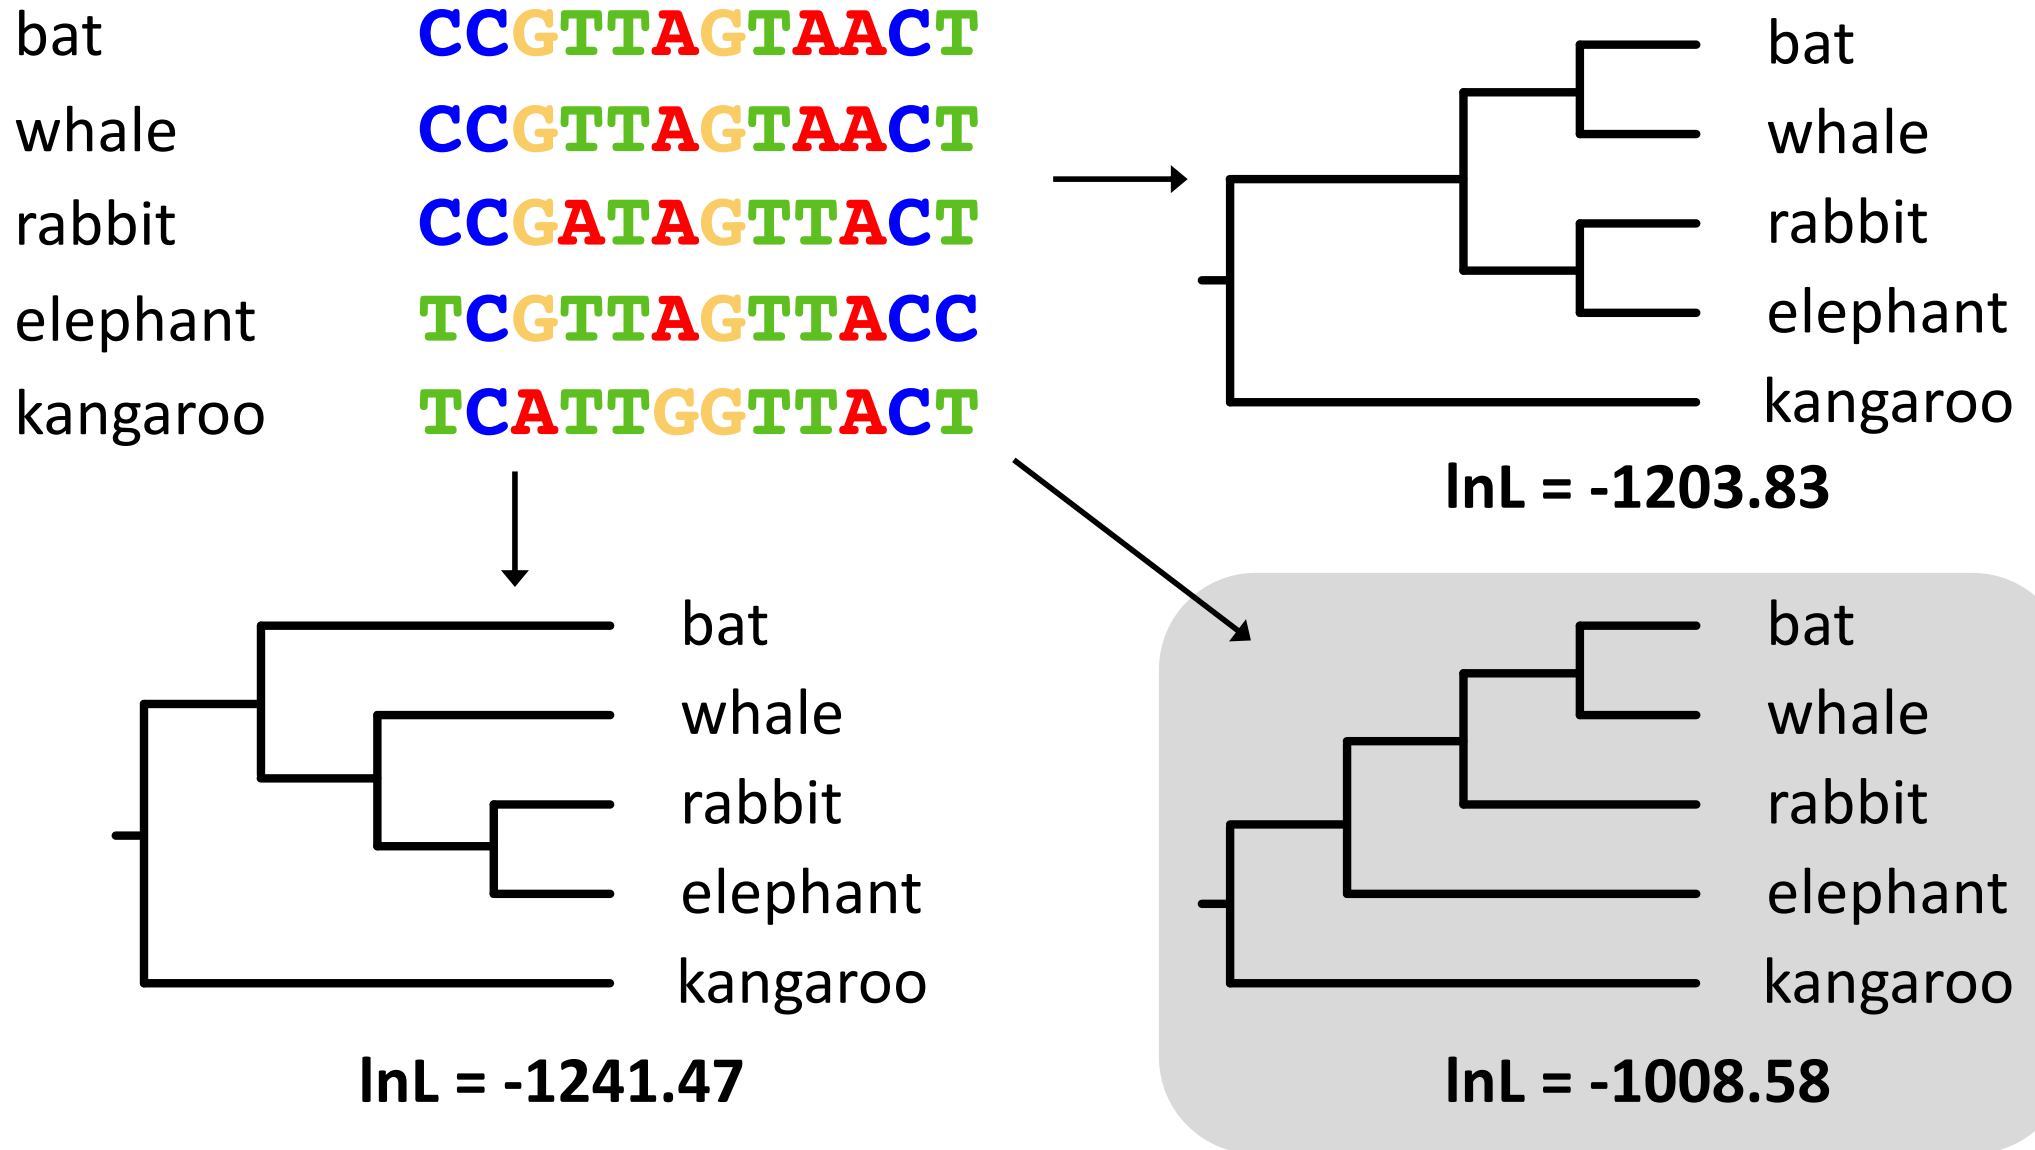 bat CCGTTAGTAACT
whale CCGTTAGTAACT
rabbit CCGATAGTTACT
elephant TCGTTAGTTACC
kangaroo TCATTGGTTACT
bat
whale
rabbit
elephant
kangaroo
lnL = -1203.83
bat
whale
rabbit
elephant
kangaroo
lnL = -1241.47
bat
whale
rabbit
elephant
kangaroo
lnL = -1008.58